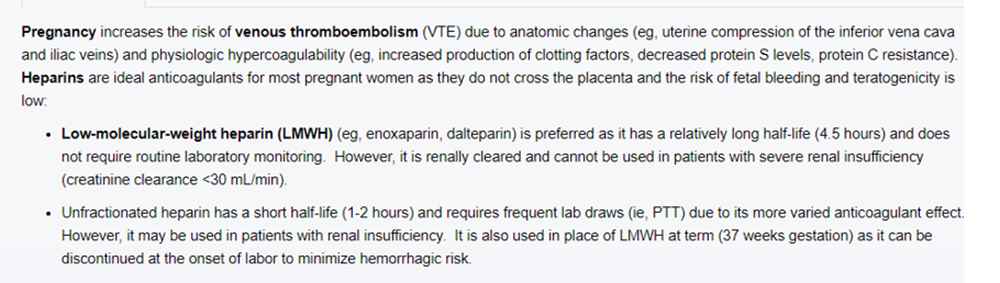 Pregnancy increases the risk of venous thromboembolism (VTE) due to anatomic changes (eg, uterine compression of the inferior vena cava
and iliac veins) and physiologic hypercoagulability (eg, increased production of clotting factors, decreased protein S levels, protein C resistance).
Heparins are ideal anticoagulants for most pregnant women as they do not cross the placenta and the risk of fetal bleeding and teratogenicity is
low:
• Low-molecular-weight heparin (LMWH) (eg, enoxaparin, dalteparin) is preferred as it has a relatively long half-life (4.5 hours) and does
not require routine laboratory monitoring. However, it is renally cleared and cannot be used in patients with severe renal insufficiency
(creatinine clearance <30 mL/min).
• Unfractionated heparin has a short half-life (1-2 hours) and requires frequent lab draws (ie, PTT) due to its more varied anticoagulant effect.
However, it may be used in patients with renal insufficiency. It is also used in place of LMWH at term (37 weeks gestation) as it can be
discontinued at the onset of labor to minimize hemorrhagic risk.